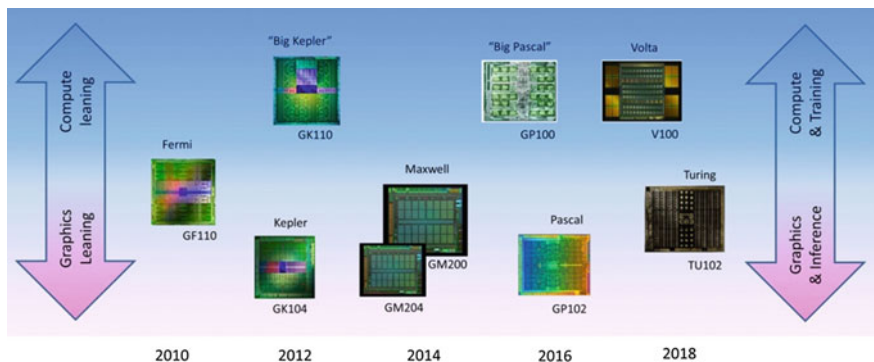 Compute
leaning
Graphics
Leaning
Fermi
GF110
"Big Kepler"
GK110
Kepler
GK104
Maxwell
GM200
GM204
"Big Pascal"
GP100
Pascal
GP102
Volta
V100
Turing
TU102
Compute
& Training
Graphics
& Inference
2010
2012
2014
2016
2018